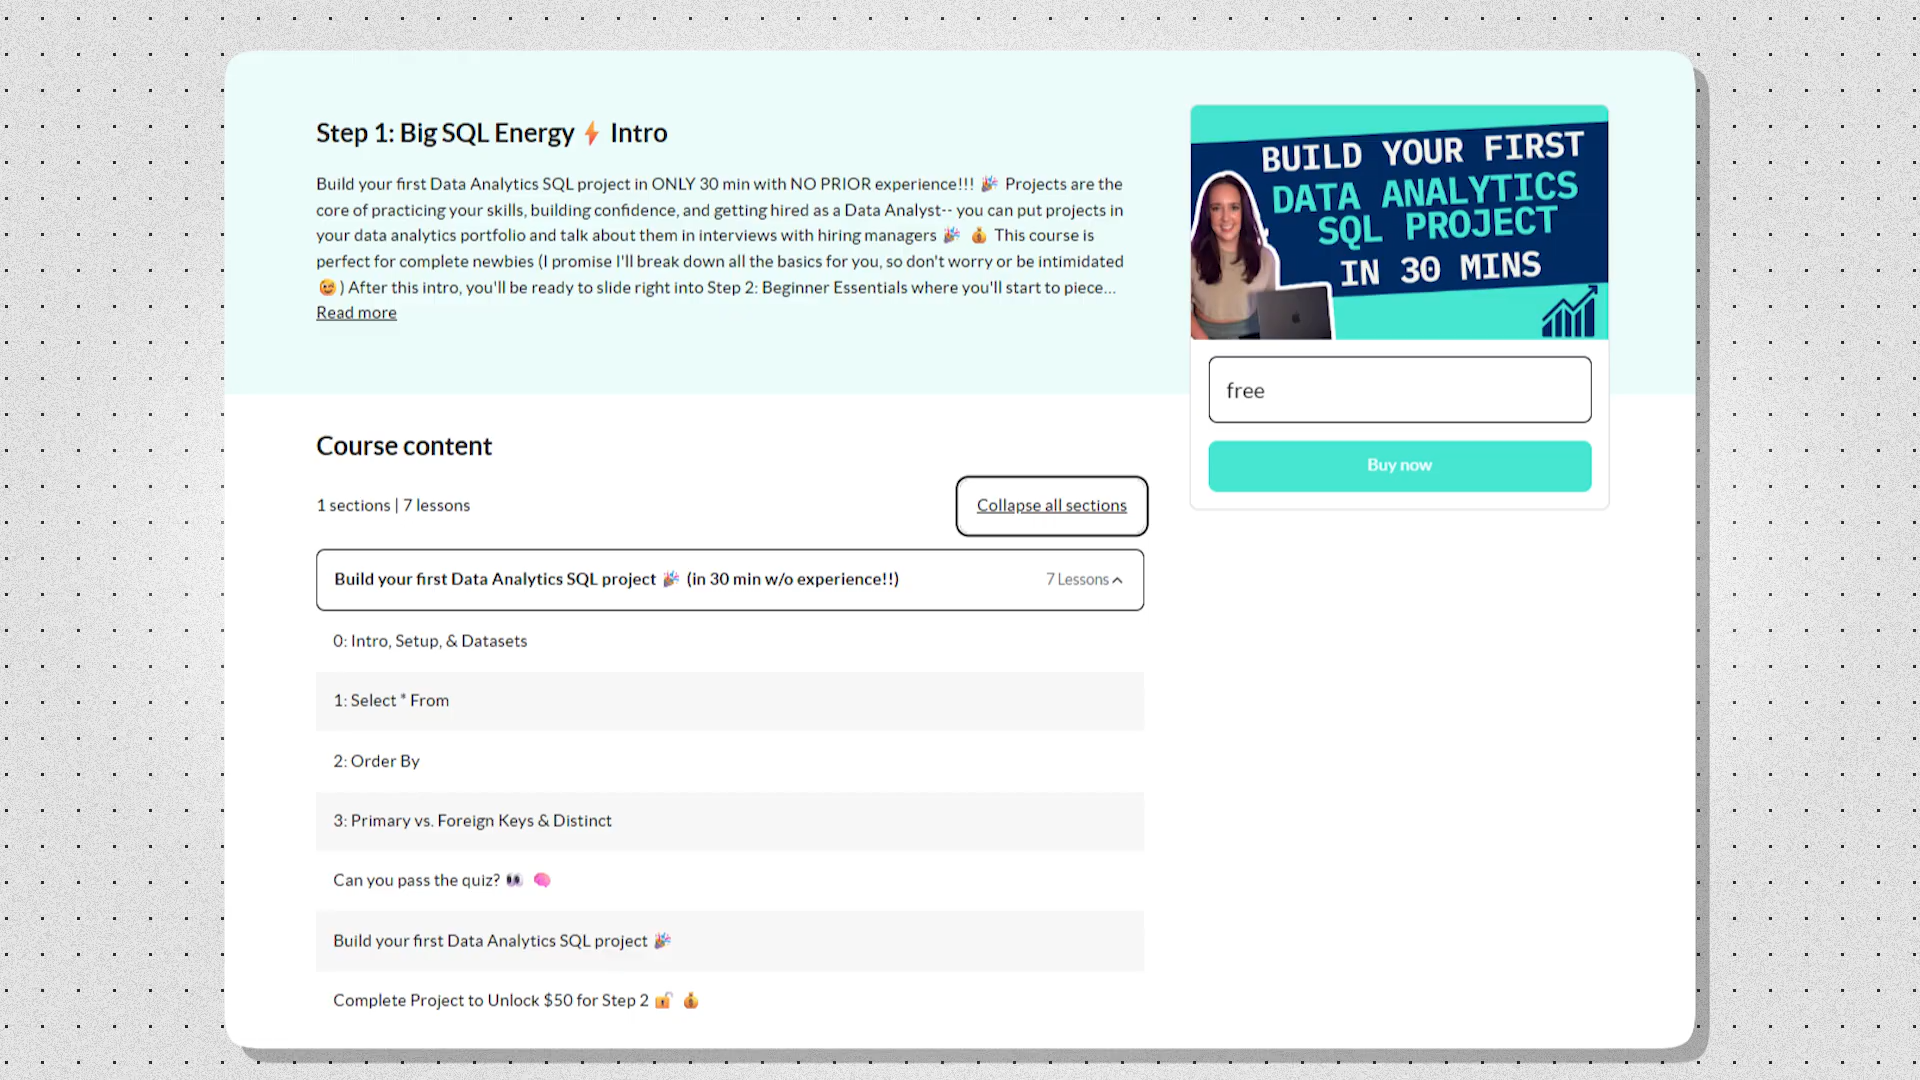 Step 1: Big SQL Energy ⚡ Intro
Build your first Data Analytics SQL project in ONLY 30 min with NO PRIOR experience!!! 🎉 Projects are the
core of practicing your skills, building confidence, and getting hired as a Data Analyst-- you can put projects in
your data analytics portfolio and talk about them in interviews with hiring managers 🎉 💰 This course is
perfect for complete newbies (I promise I'll break down all the basics for you, so don't worry or be intimidated
🥳 ) After this intro, you'll be ready to slide right into Step 2: Beginner Essentials where you'll start to piece...
Read more
BUILD YOUR FIRST
DATA ANALYTICS
SQL PROJECT
IN 30 MINS
free
Buy now
Course content
1 sections | 7 lessons
Collapse all sections
Build your first Data Analytics SQL project 🎉 (in 30 min w/o experience!!)
7 Lessons
0: Intro, Setup, & Datasets
1: Select * From
2: Order By
3: Primary vs. Foreign Keys & Distinct
Can you pass the quiz? 👀 🧠
Build your first Data Analytics SQL project 🎉
Complete Project to Unlock $50 for Step 2 🔓 💰